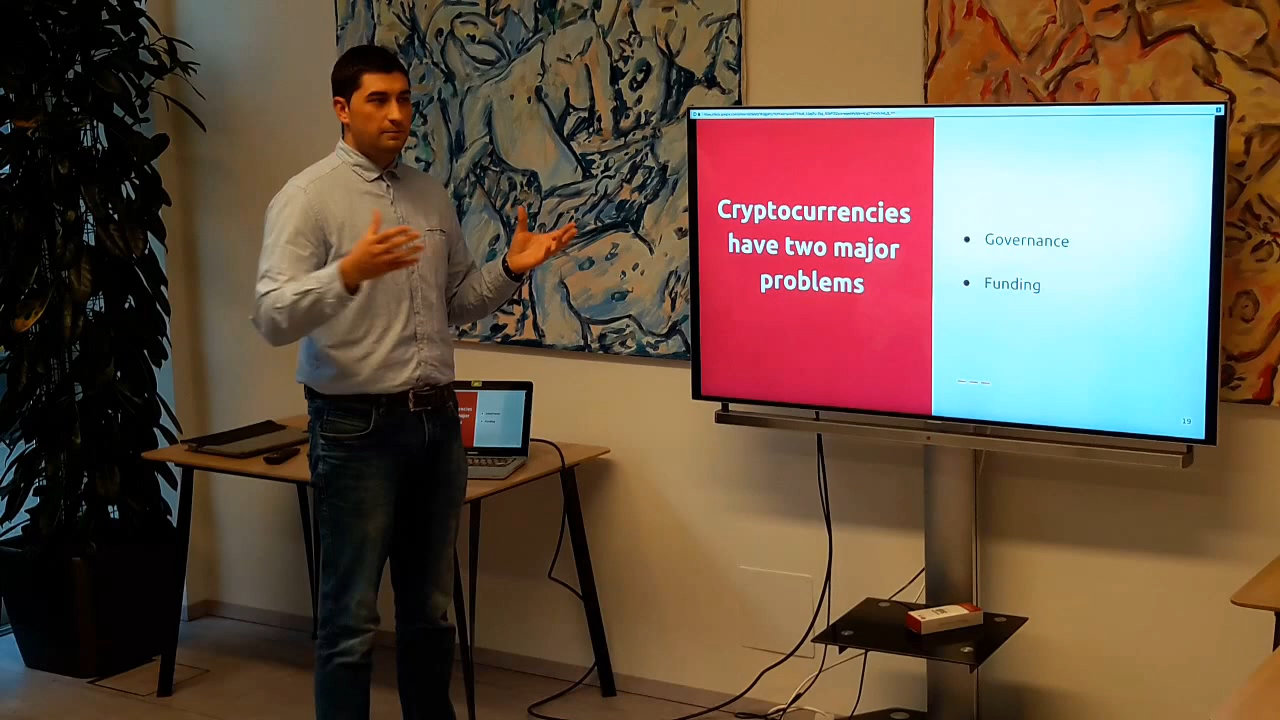 Cryptocurrencies
have two major
problems
● Governance
● Funding
19